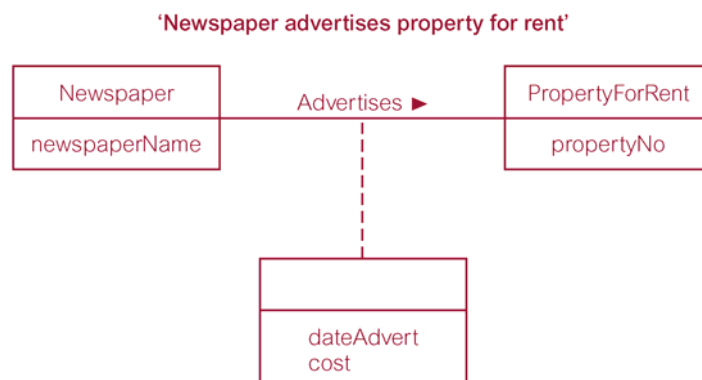 ‘Newspaper advertises property for rent’
Newspaper
Advertises ►
PropertyForRent
newspaperName
propertyNo
dateAdvert
cost